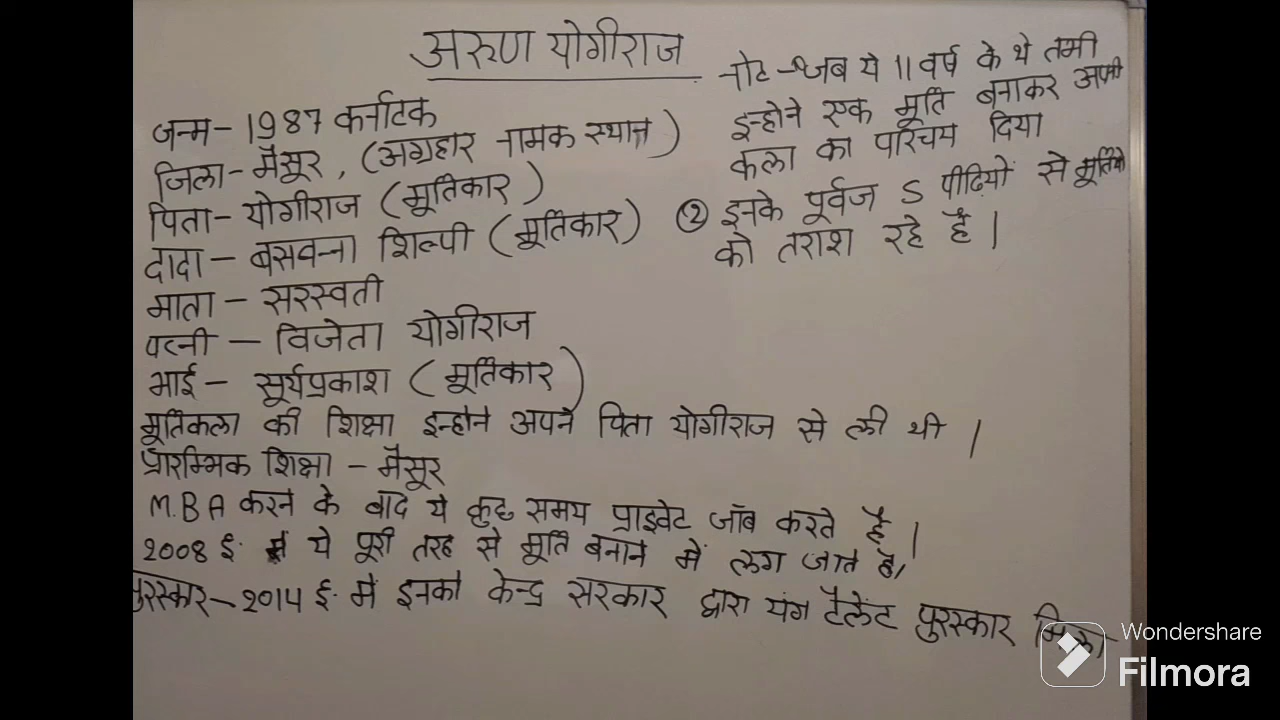 अरुण योगीराज
जन्म - 1987 कर्नाटक
जिला - मैसूर, (अग्रहार नामक स्थान)
पिता - योगीराज (मूर्तिकार)
दादा - बसवन्ना शिल्पी (मूर्तिकार)
माता - सरस्वती
पत्नी - विजेता योगीराज
भाई - सूर्यप्रकाश (मूर्तिकार)
मूर्तिकला की शिक्षा इन्होने अपने पिता योगीराज से ली थी ।
प्रारम्भिक शिक्षा - मैसूर
M.B A करने के बाद ये कुछ समय प्राइवेट जॉब करते है ।
2008 ई. में ये पूरी तरह से मूर्ति बनाने में लग जाते है,
पुरस्कार - 2014 ई. में इनको केन्द्र सरकार द्वारा यंग टैलेंट पुरस्कार मिला
नोट - जब ये 11 वर्ष के थे तभी
इन्होने एक मूर्ति बनाकर अपनी
कला का परिचय दिया
② इनके पूर्वज 5 पीढियों से मूर्तियो
को तराश रहे है ।
Wondershare
Filmora